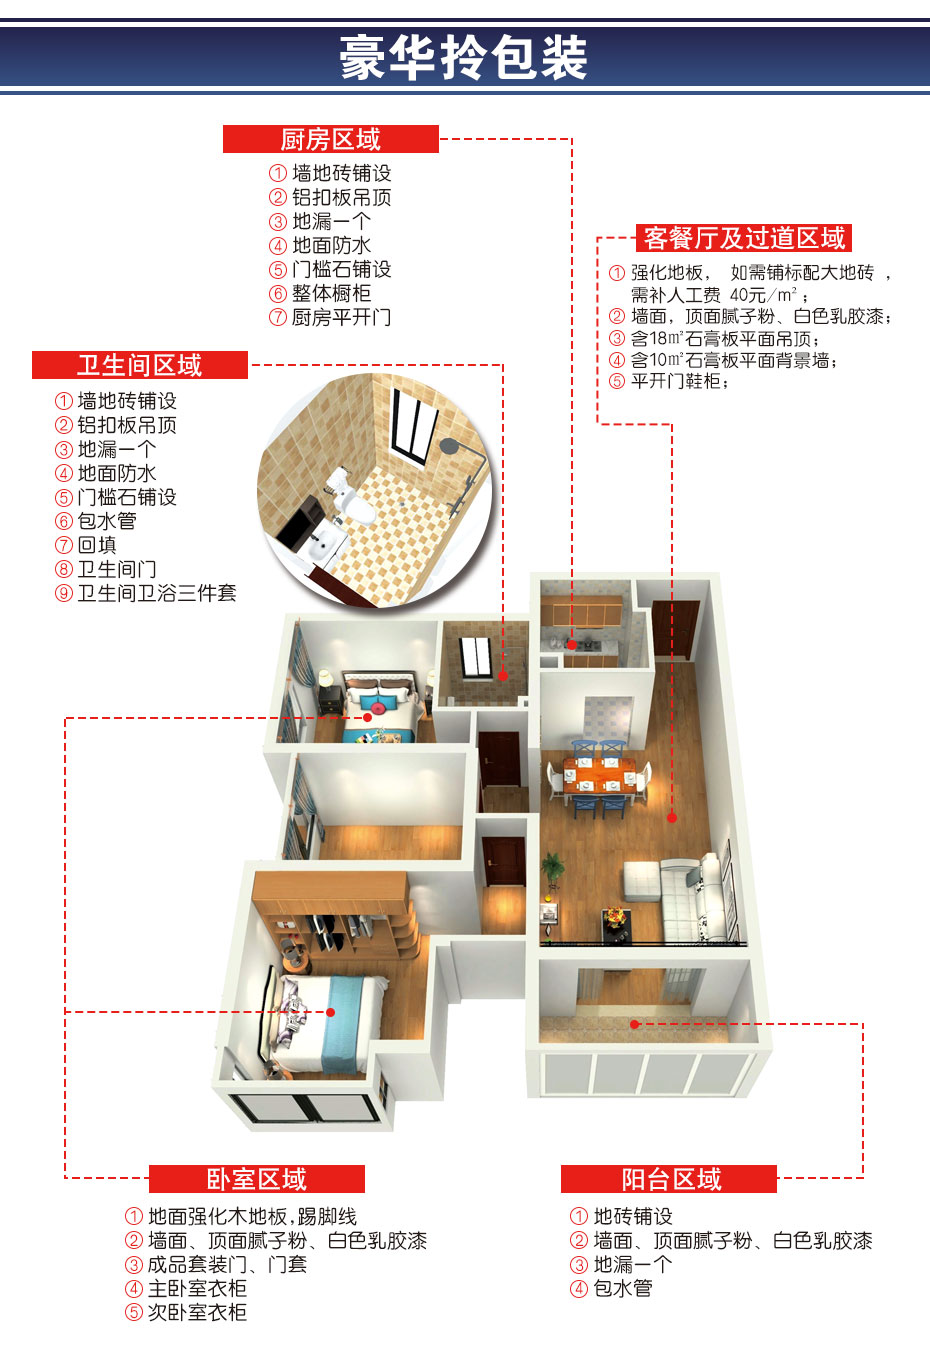 豪华拎包装
厨房区域
① 墙地砖铺设
② 铝扣板吊顶
③ 地漏一个
④ 地面防水
⑤ 门槛石铺设
⑥ 整体橱柜
⑦ 厨房平开门
客餐厅及过道区域
① 强化地板， 如需铺标配大地砖 ，
需补人工费 40元/㎡；
② 墙面，顶面腻子粉、白色乳胶漆；
③ 含18㎡石膏板平面吊顶；
④ 含10㎡石膏板平面背景墙；
⑤ 平开门鞋柜；
卫生间区域
① 墙地砖铺设
② 铝扣板吊顶
③ 地漏一个
④ 地面防水
⑤ 门槛石铺设
⑥ 包水管
⑦ 回填
⑧ 卫生间门
⑨ 卫生间卫浴三件套
卧室区域
① 地面强化木地板,踢脚线
② 墙面、顶面腻子粉、白色乳胶漆
③ 成品套装门、门套
④ 主卧室衣柜
⑤ 次卧室衣柜
阳台区域
① 地砖铺设
② 墙面、顶面腻子粉、白色乳胶漆
③ 地漏一个
④ 包水管